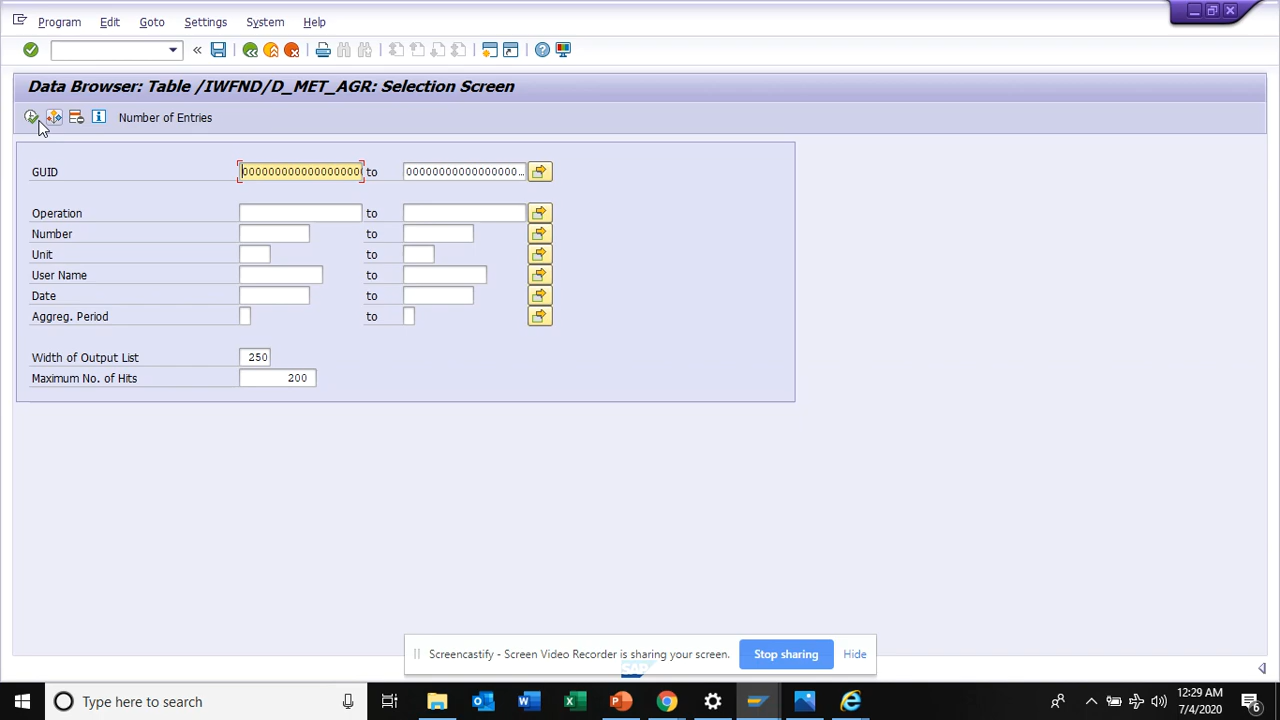 Program Edit Goto Settings System Help
Data Browser: Table /IWFND/D_MET_AGR: Selection Screen
Number of Entries
GUID to
Operation to
Number to
Unit to
User Name to
Date to
Aggreg. Period to
Width of Output List 250
Maximum No. of Hits 200
Screencastify - Screen Video Recorder is sharing your screen. Stop sharing Hide
SAP
Type here to search
12:29 AM
7/4/2020
6